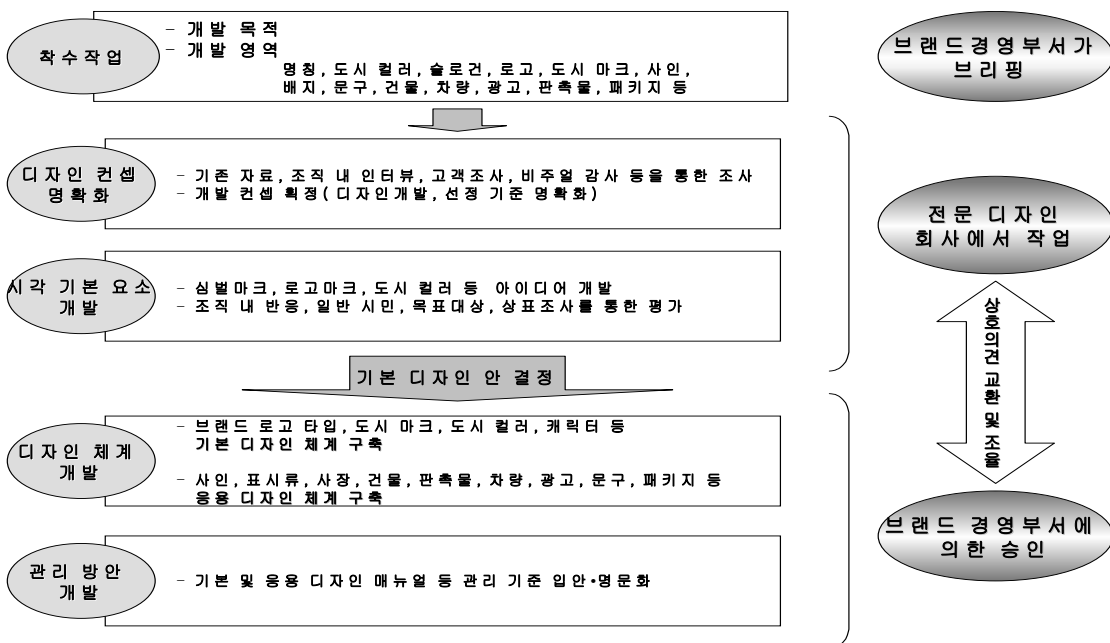 착수작업
– 개발 목적
– 개발 영역
명칭, 도시 컬러, 슬로건, 로고, 도시 마크, 사인,
배지, 문구, 건물, 차량, 광고, 판촉물, 패키지 등
브랜드경영부서가
브리핑
디자인 컨셉
명확화
– 기존 자료, 조직 내 인터뷰, 고객조사, 비주얼 감사 등을 통한 조사
– 개발 컨셉 획정(디자인개발, 선정 기준 명확화)
전문 디자인
회사에서 작업
시각 기본 요소
개발
– 심벌마크, 로고마크, 도시 컬러 등 아이디어 개발
– 조직 내 반응, 일반 시민, 목표대상, 상표조사를 통한 평가
상호의견 교환 및 조율
기본 디자인 안 결정
디자인 체계
개발
– 브랜드 로고 타입, 도시 마크, 도시 컬러, 캐릭터 등
기본 디자인 체계 구축
– 사인, 표시류, 사장, 건물, 판촉물, 차량, 광고, 문구, 패키지 등
응용 디자인 체계 구축
브랜드 경영부서에
의한 승인
관리 방안
개발
– 기본 및 응용 디자인 매뉴얼 등 관리 기준 입안•명문화